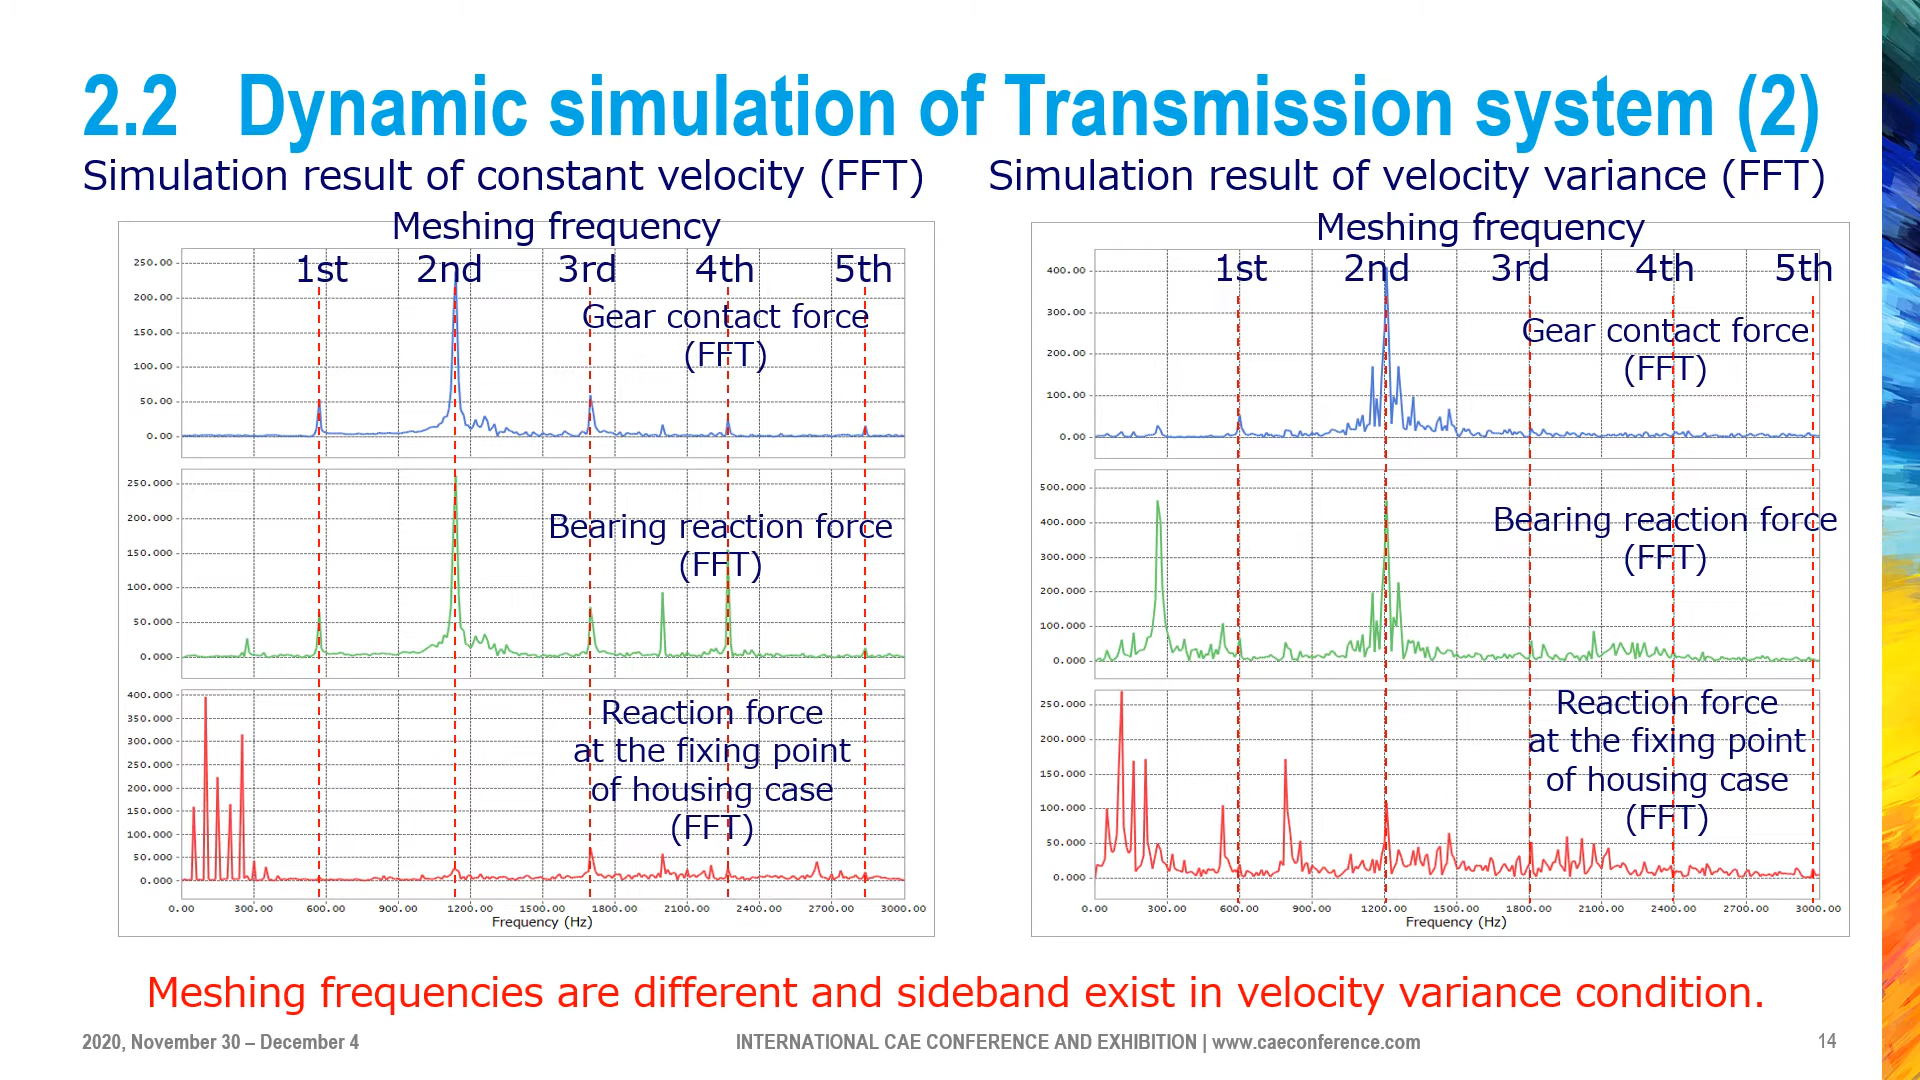 2.2 Dynamic simulation of Transmission system (2)
Simulation result of constant velocity (FFT)
Meshing frequency
1st 2nd 3rd 4th 5th
250.00
200.00
150.00
100.00
50.00
0.00
Gear contact force
(FFT)
250.000
200.000
150.000
100.000
50.000
0.000
Bearing reaction force
(FFT)
400.000
350.000
300.000
250.000
200.000
150.000
100.000
50.000
0.000
Reaction force
at the fixing point
of housing case
(FFT)
0.00 300.00 600.00 900.00 1200.00 1500.00 1800.00 2100.00 2400.00 2700.00 3000.00
Frequency (Hz)
Simulation result of velocity variance (FFT)
Meshing frequency
1st 2nd 3rd 4th 5th
400.00
300.00
200.00
100.00
0.00
Gear contact force
(FFT)
500.000
400.000
300.000
200.000
100.000
0.000
Bearing reaction force
(FFT)
250.000
200.000
150.000
100.000
50.000
0.000
Reaction force
at the fixing point
of housing case
(FFT)
0.00 300.00 600.00 900.00 1200.00 1500.00 1800.00 2100.00 2400.00 2700.00 3000.00
Frequency (Hz)
Meshing frequencies are different and sideband exist in velocity variance condition.
2020, November 30 – December 4
INTERNATIONAL CAE CONFERENCE AND EXHIBITION | www.caeconference.com
14